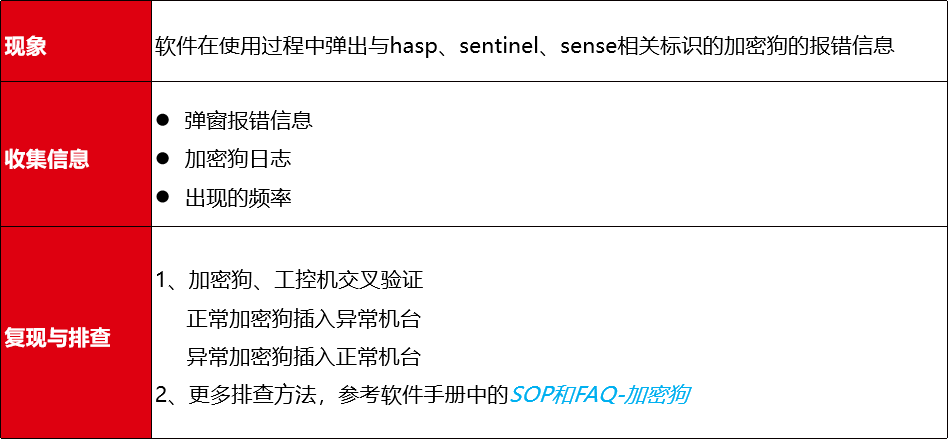 现象
软件在使用过程中弹出与hasp、sentinel、sense相关标识的加密狗的报错信息
收集信息
● 弹窗报错信息
● 加密狗日志
● 出现的频率
复现与排查
1、加密狗、工控机交叉验证
正常加密狗插入异常机台
异常加密狗插入正常机台
2、更多排查方法，参考软件手册中的SOP和FAQ-加密狗